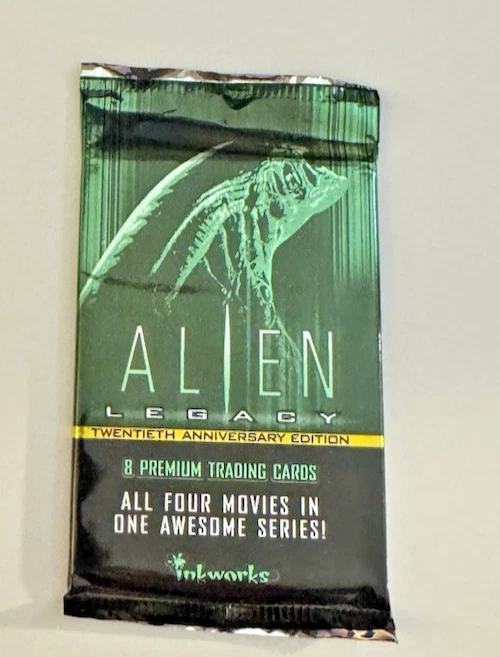 ALIEN
LEGACY
TWENTIETH ANNIVERSARY EDITION
8 PREMIUM TRADING CARDS
ALL FOUR MOVIES IN
ONE AWESOME SERIES!
inkworks